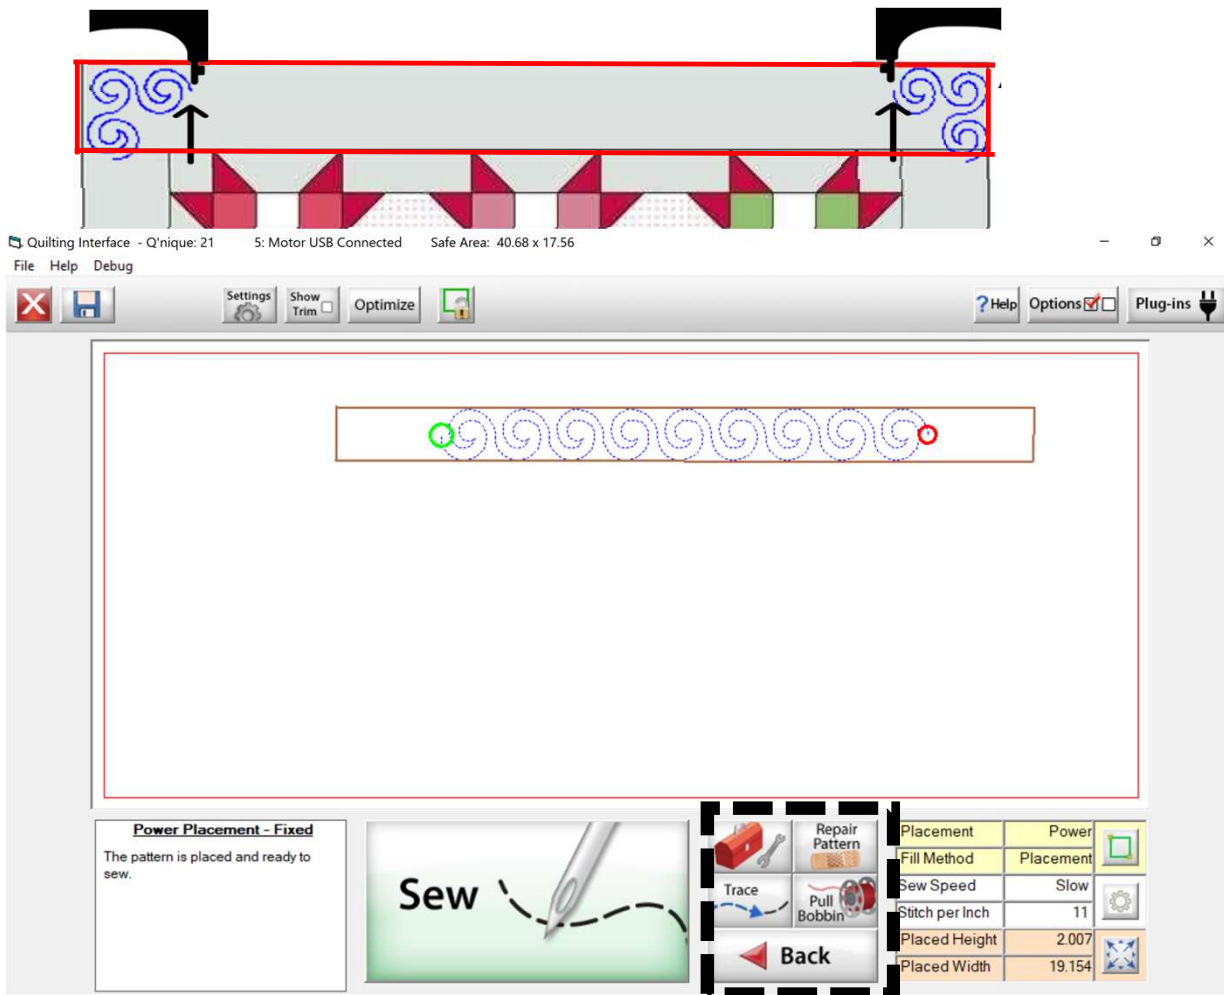 Quilting Interface - Q'nique: 21 5: Motor USB Connected Safe Area: 40.68 x 17.56
File Help Debug
Settings
Show
Trim
Optimize
? Help
Options
Plug-ins
Power Placement - Fixed
The pattern is placed and ready to
sew.
Sew
Repair
Pattern
Trace
Pull
Bobbin
Back
Placement Power
Fill Method Placement
Sew Speed Slow
Stitch per Inch 11
Placed Height 2.007
Placed Width 19.154